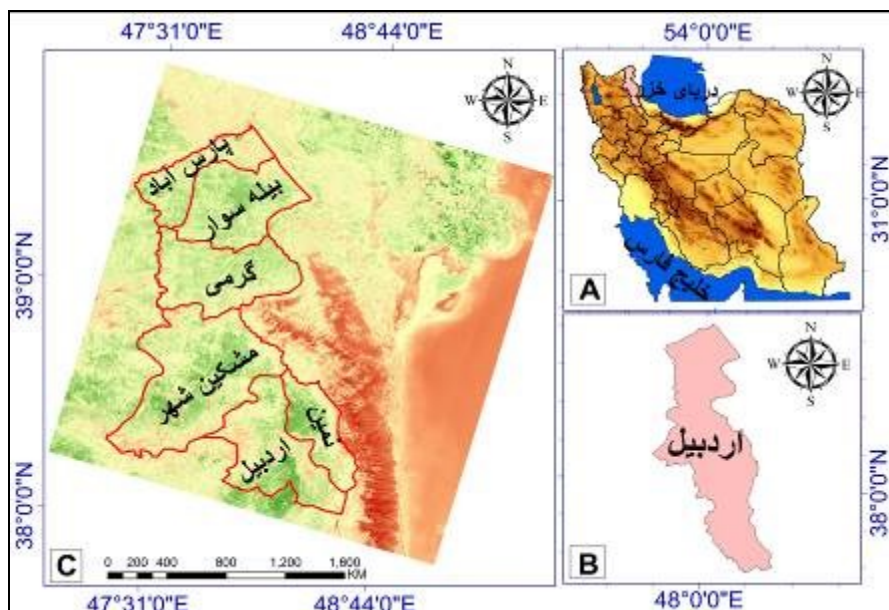 47°31'0"E
48°44'0"E
54°0'0"E
N
W
E
S
پارس آباد
بیله سوار
گرمی
مشکین شهر
نمین
اردبیل
39°0'0"N
38°0'0"N
C
0 200 400 800 1,200 1,600
KM
47°31'0"E
48°44'0"E
N
W
E
S
دریای خزر
خلیج فارس
31°0'0"N
A
N
W
E
S
اردبیل
38°0'0"N
B
48°0'0"E